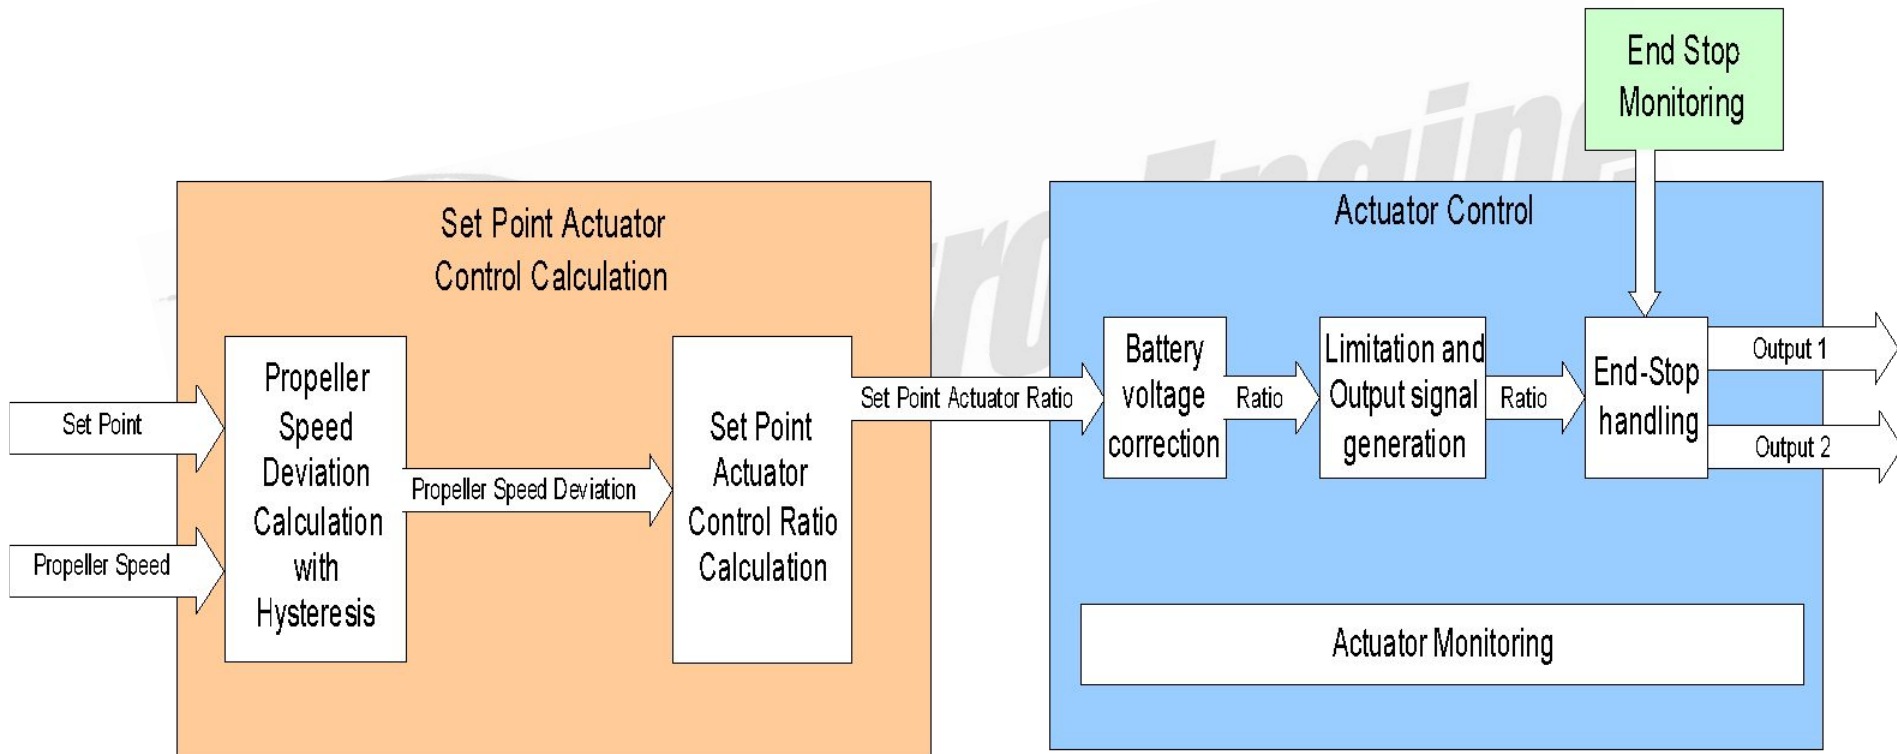 End Stop
Monitoring
Set Point Actuator
Control Calculation
Actuator Control
Set Point
Propeller Speed
Propeller
Speed
Deviation
Calculation
with
Hysteresis
Propeller Speed Deviation
Set Point
Actuator
Control Ratio
Calculation
Set Point Actuator Ratio
Battery
voltage
correction
Ratio
Limitation and
Output signal
generation
Ratio
End-Stop
handling
Output 1
Output 2
Actuator Monitoring